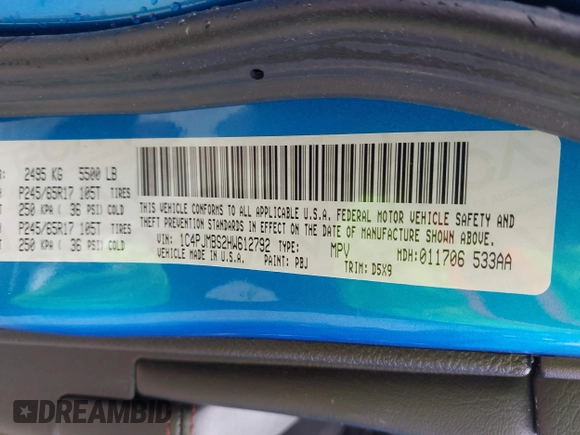 : 2495 KG 5500 LB
P245/65R17 105T TIRES
250 KPA ( 36 PSI) COLD
P245/65R17 105T TIRES
250 KPA ( 36 PSI) COLD
THIS VEHICLE CONFORMS TO ALL APPLICABLE U.S.A. FEDERAL MOTOR VEHICLE SAFETY AND
THEFT PREVENTION STANDARDS IN EFFECT ON THE DATE OF MANUFACTURE SHOWN ABOVE.
VIN: 1C4PJMBS2HW612792 TYPE: MPV MDH: 011706 533AA
VEHICLE MADE IN U.S.A. PAINT: PBJ TRIM: D5X9
DREAMBID